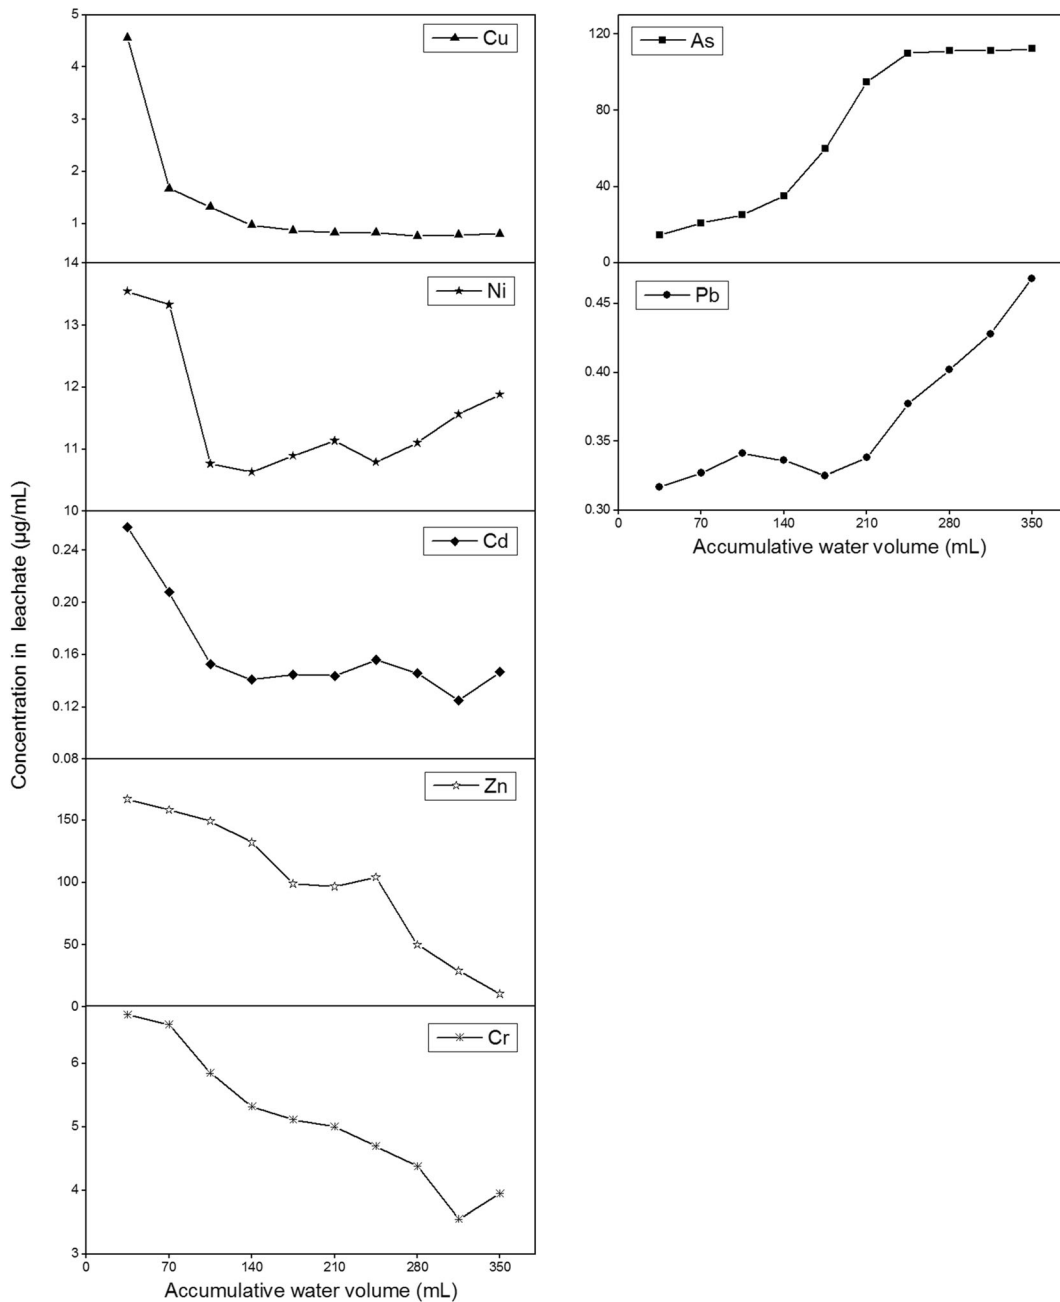 5
4
3
2
1
Cu
14
13
12
11
10
Ni
0.24
0.20
0.16
0.12
0.08
Cd
150
100
50
0
Zn
6
5
4
3
Cr
0 70 140 210 280 350
Accumulative water volume (mL)
Concentration in leachate (µg/mL)
120
80
40
0
As
0.45
0.40
0.35
0.30
Pb
0 70 140 210 280 350
Accumulative water volume (mL)